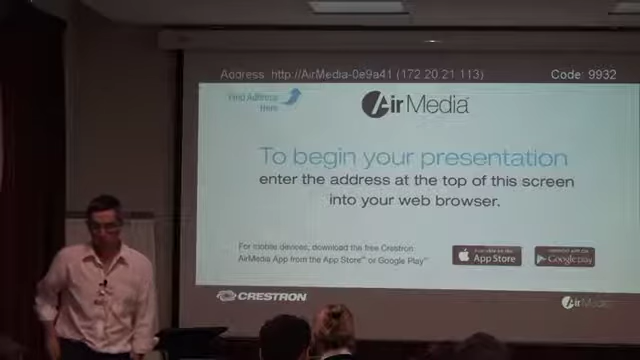 Address: http://AirMedia-0e9a41 (172.20.21.113) Code: 9932
Find Address
Here
AirMedia
To begin your presentation
enter the address at the top of this screen
into your web browser.
For mobile devices, download the free Crestron
AirMedia App from the App Store℠ or Google Play™
App Store
Google play
CRESTRON
AirMedia